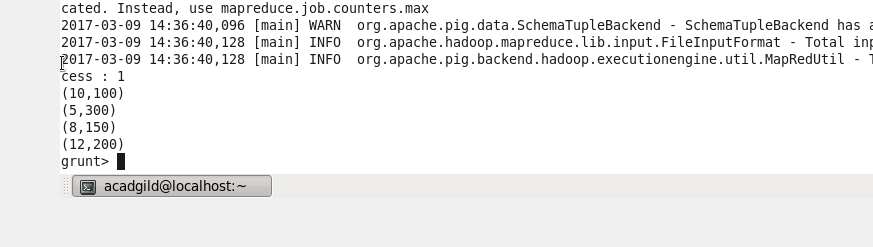 cated. Instead, use mapreduce.job.counters.max
2017-03-09 14:36:40,096 [main] WARN  org.apache.pig.data.SchemaTupleBackend - SchemaTupleBackend has a
2017-03-09 14:36:40,128 [main] INFO  org.apache.hadoop.mapreduce.lib.input.FileInputFormat - Total inp
2017-03-09 14:36:40,128 [main] INFO  org.apache.pig.backend.hadoop.executionengine.util.MapRedUtil - T
cess : 1
(10,100)
(5,300)
(8,150)
(12,200)
grunt>
acadgild@localhost:~